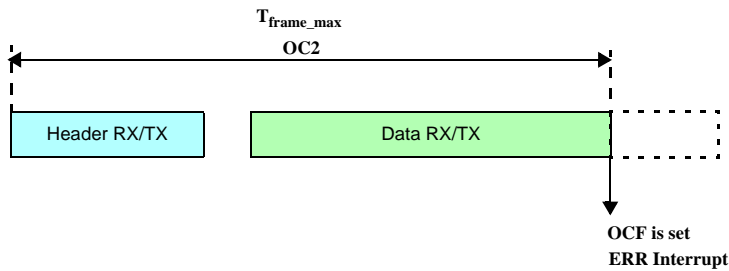 Tframe_max
OC2
Header RX/TX
Data RX/TX
OCF is set
ERR Interrupt